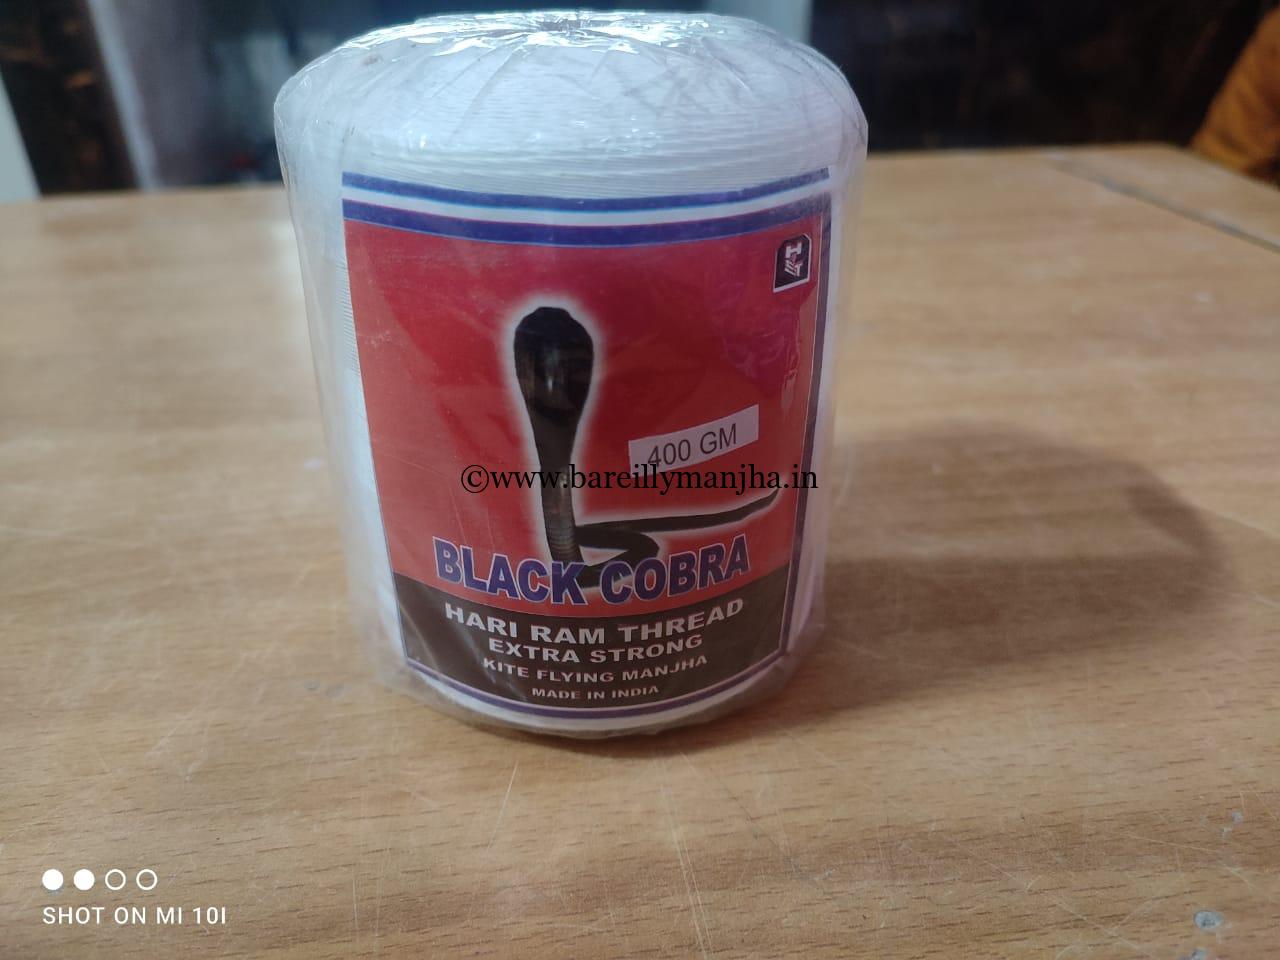 HRT
400 GM
©www.bareillymanjha.in
BLACK COBRA
HARI RAM THREAD
EXTRA STRONG
KITE FLYING MANJHA
MADE IN INDIA
SHOT ON MI 10I